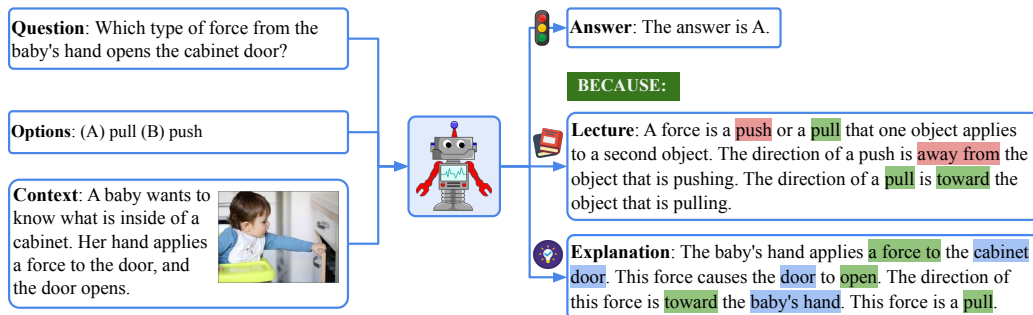 Question: Which type of force from the
baby's hand opens the cabinet door?
Options: (A) pull (B) push
Context: A baby wants to
know what is inside of a
cabinet. Her hand applies
a force to the door, and
the door opens.
Answer: The answer is A.
BECAUSE:
Lecture: A force is a push or a pull that one object applies
to a second object. The direction of a push is away from the
object that is pushing. The direction of a pull is toward the
object that is pulling.
Explanation: The baby's hand applies a force to the cabinet
door. This force causes the door to open. The direction of
this force is toward the baby's hand. This force is a pull.